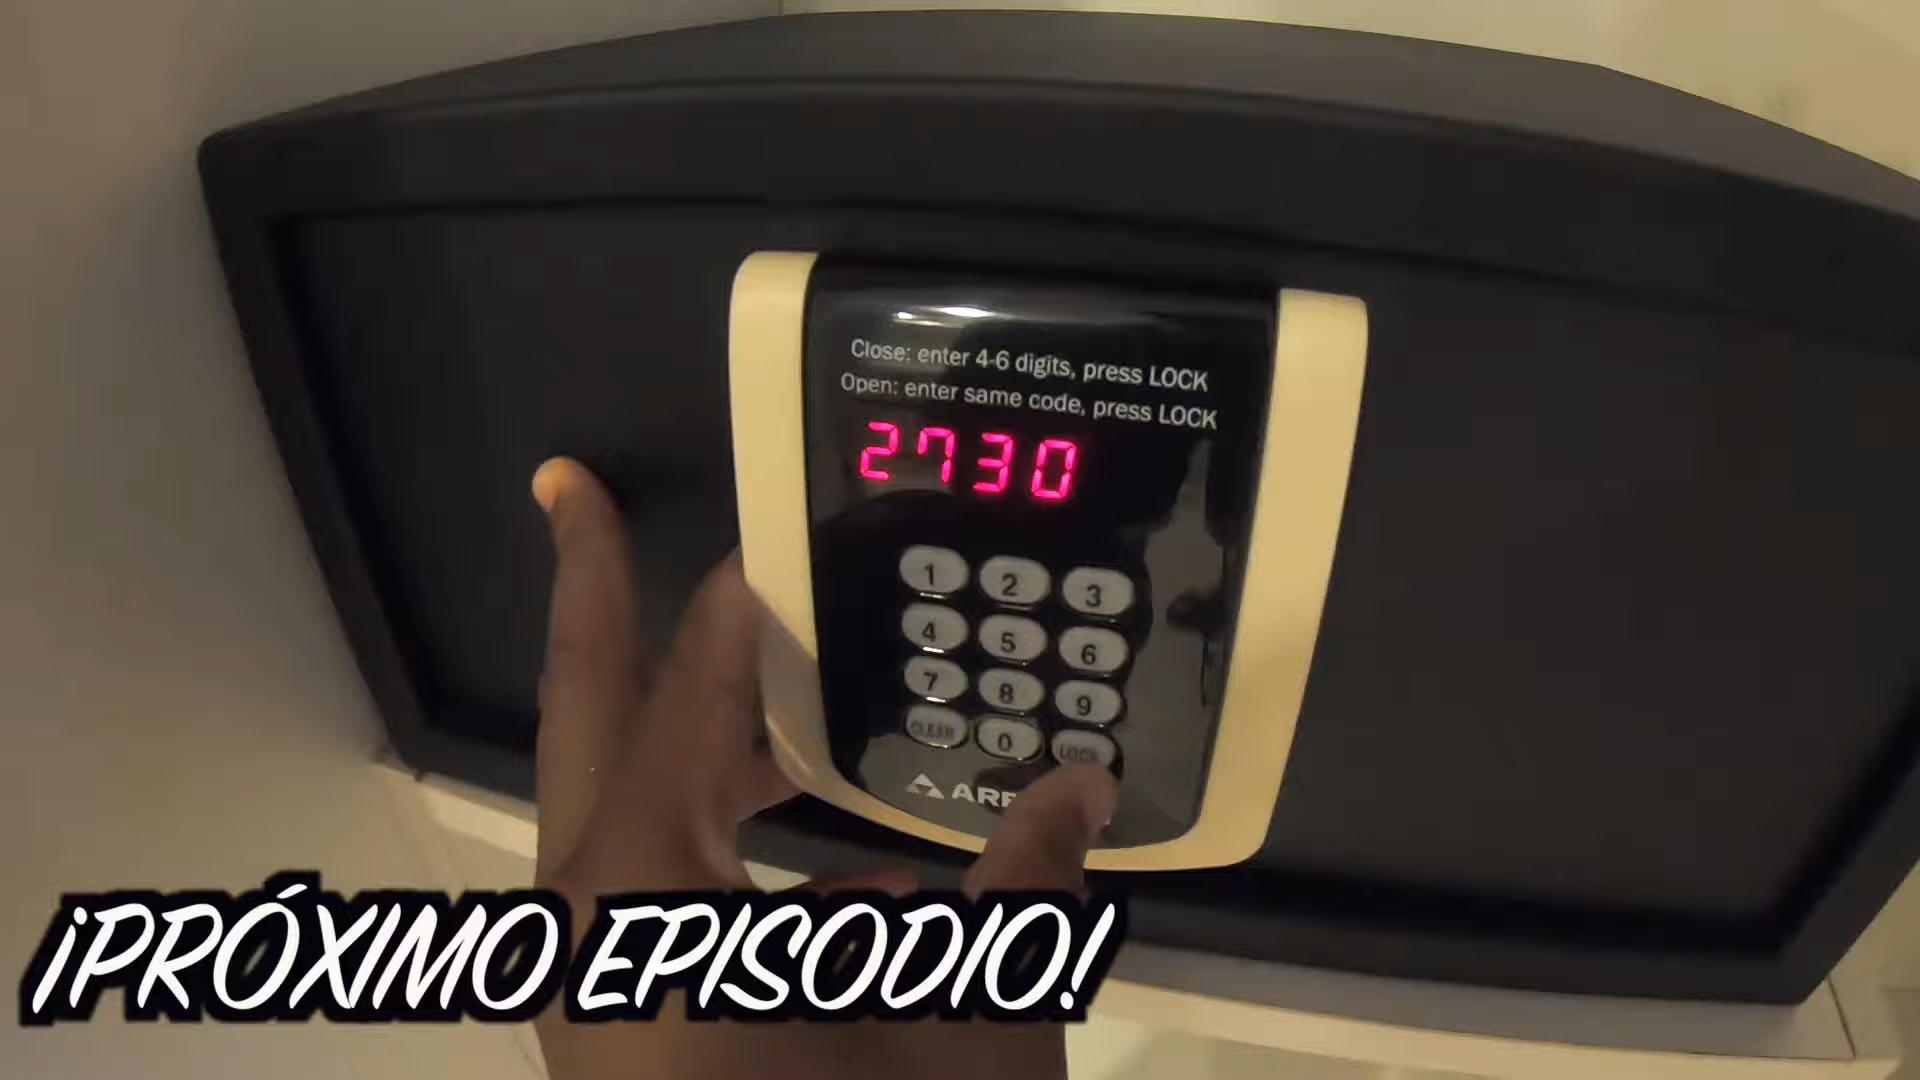 Close: enter 4-6 digits, press LOCK
Open: enter same code, press LOCK
2730
1 2 3
4 5 6
7 8 9
CLEAR 0 LOCK
¡PRÓXIMO EPISODIO!